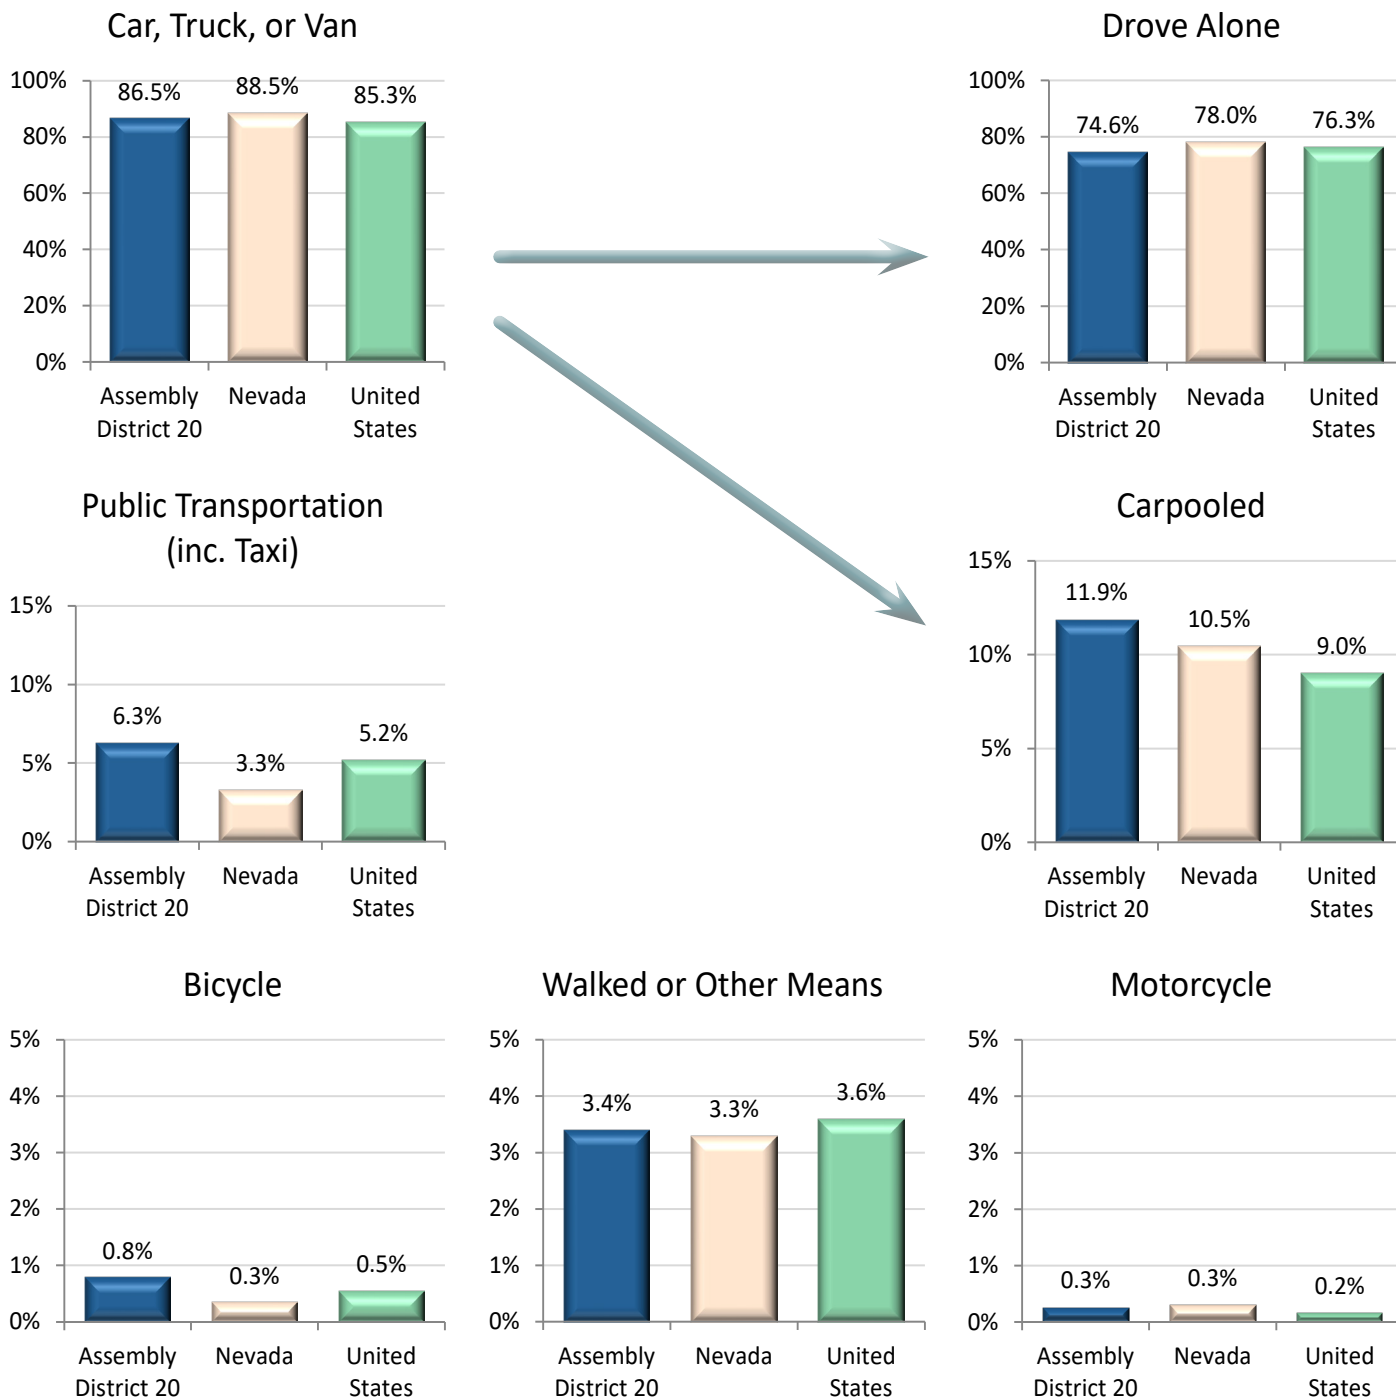 Car, Truck, or Van
100%
80%
60%
40%
20%
0%
86.5%
88.5%
85.3%
Assembly
District 20
Nevada
United
States
Drove Alone
100%
80%
60%
40%
20%
0%
74.6%
78.0%
76.3%
Assembly
District 20
Nevada
United
States
Public Transportation
(inc. Taxi)
15%
10%
5%
0%
6.3%
3.3%
5.2%
Assembly
District 20
Nevada
United
States
Carpooled
15%
10%
5%
0%
11.9%
10.5%
9.0%
Assembly
District 20
Nevada
United
States
Bicycle
5%
4%
3%
2%
1%
0%
0.8%
0.3%
0.5%
Assembly
District 20
Nevada
United
States
Walked or Other Means
5%
4%
3%
2%
1%
0%
3.4%
3.3%
3.6%
Assembly
District 20
Nevada
United
States
Motorcycle
5%
4%
3%
2%
1%
0%
0.3%
0.3%
0.2%
Assembly
District 20
Nevada
United
States